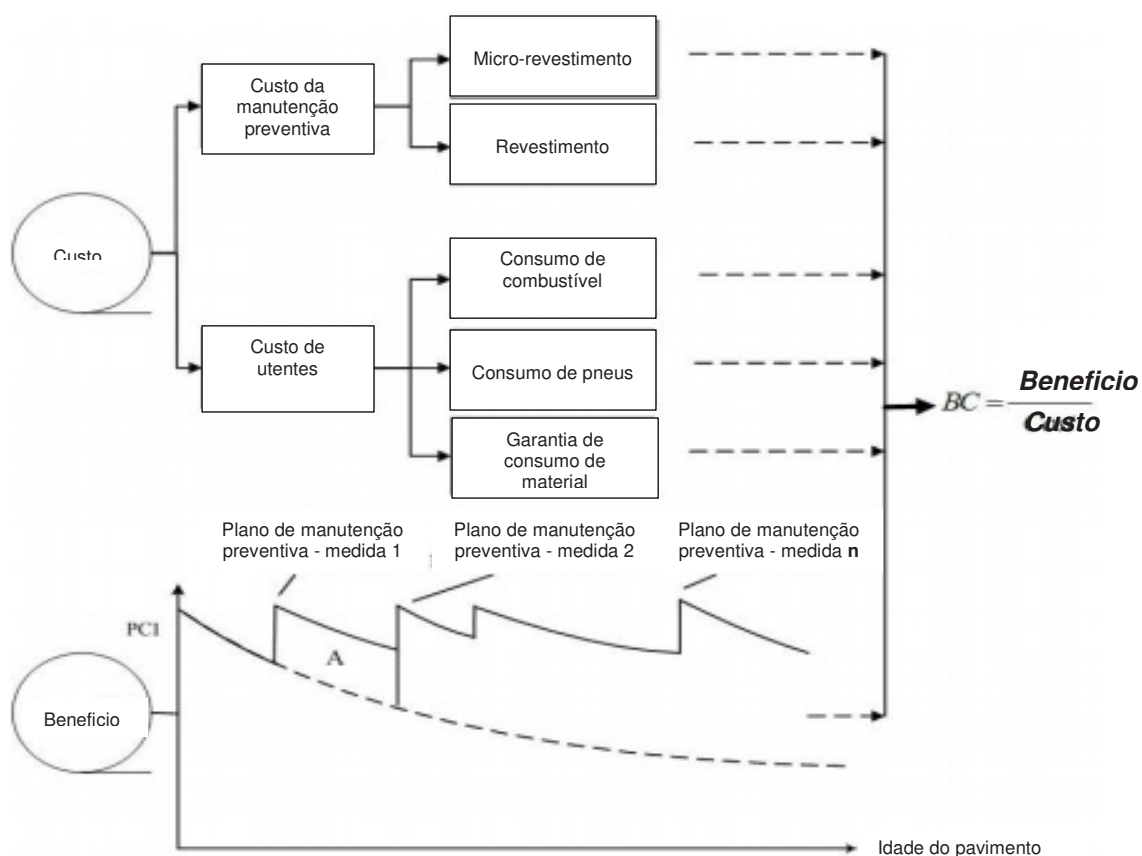 Micro-revestimento
Custo da
manutenção
preventiva
Revestimento
Custo
Consumo de
combustível
Custo de
utentes
Consumo de pneus
Garantia de
consumo de
material
BC = Beneficio
Custo
Plano de manutenção
preventiva - medida 1
Plano de manutenção
preventiva - medida 2
Plano de manutenção
preventiva - medida n
PCI
A
Beneficio
Idade do pavimento